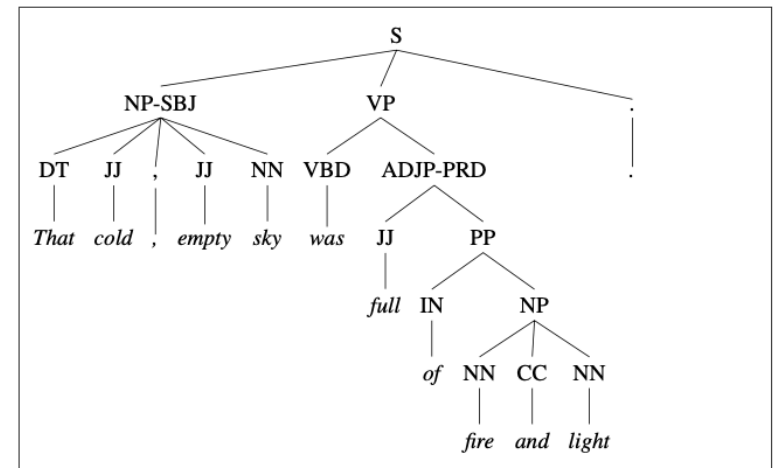 S
NP-SBJ VP .
DT JJ , JJ NN VBD ADJP-PRD .
That cold , empty sky was JJ PP
full IN NP
of NN CC NN
fire and light